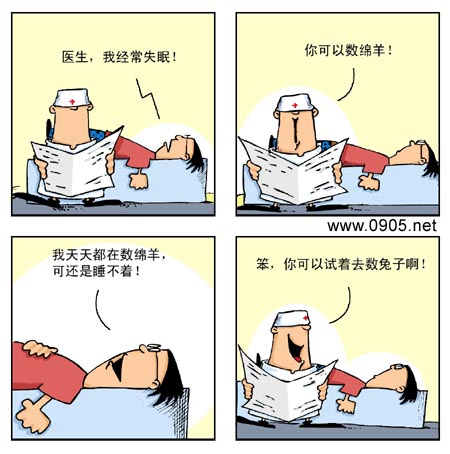 医生，我经常失眠！
你可以数绵羊！
www.0905.net
我天天都在数绵羊，
可还是睡不着！
笨，你可以试着去数兔子啊！